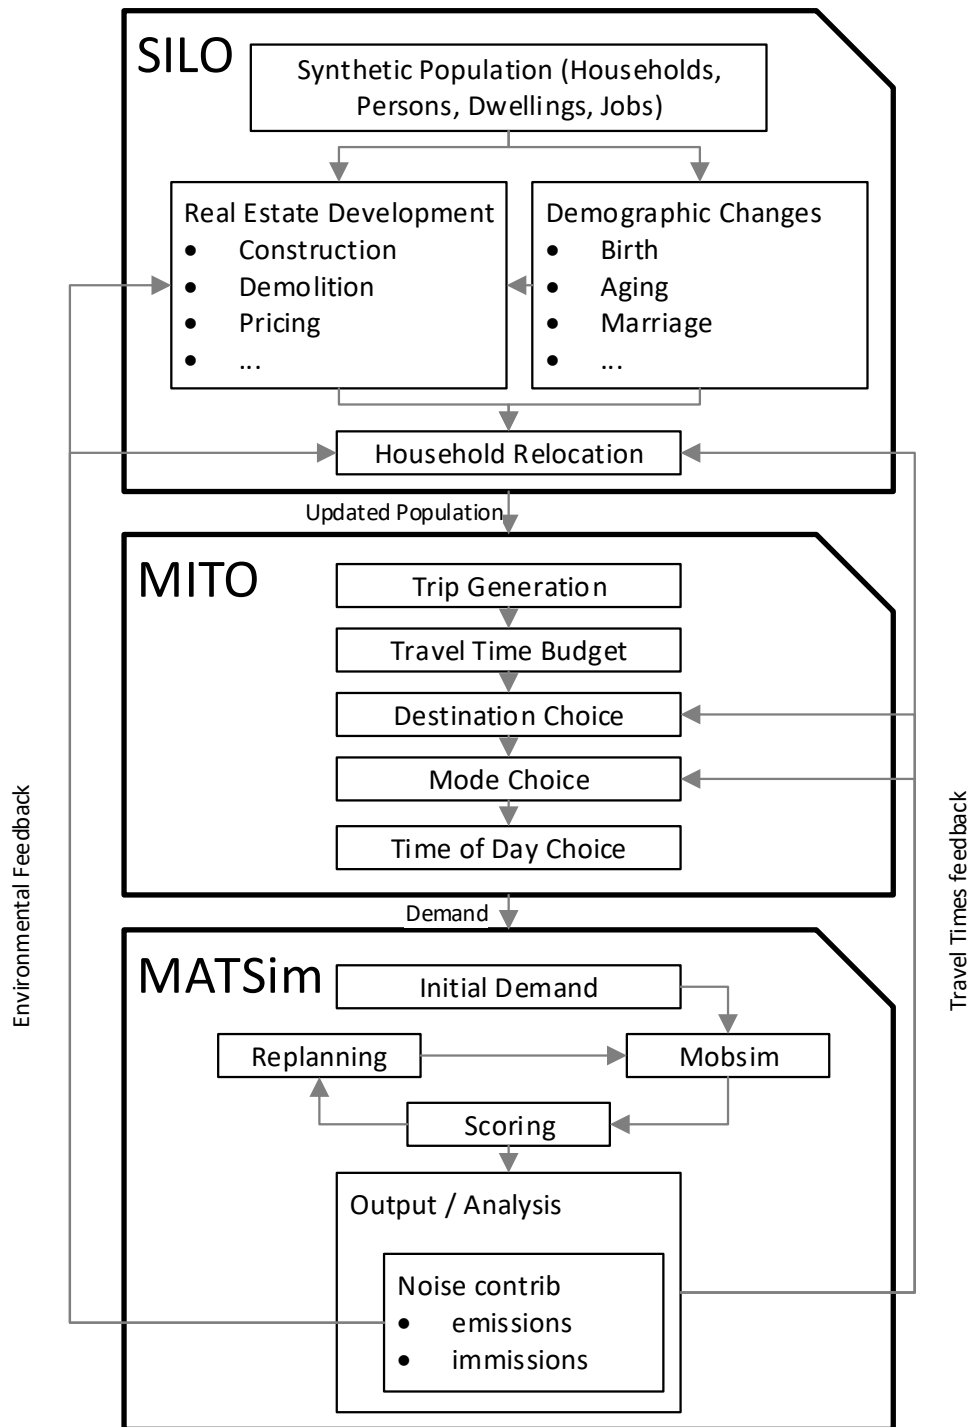 SILO
Synthetic Population (Households,
Persons, Dwellings, Jobs)
Real Estate Development
• Construction
• Demolition
• Pricing
• ...
Demographic Changes
• Birth
• Aging
• Marriage
• ...
Household Relocation
Updated Population
MITO
Trip Generation
Travel Time Budget
Destination Choice
Mode Choice
Time of Day Choice
Environmental Feedback
Travel Times feedback
Demand
MATSim
Initial Demand
Replanning
Mobsim
Scoring
Output / Analysis
Noise contrib
• emissions
• immissions